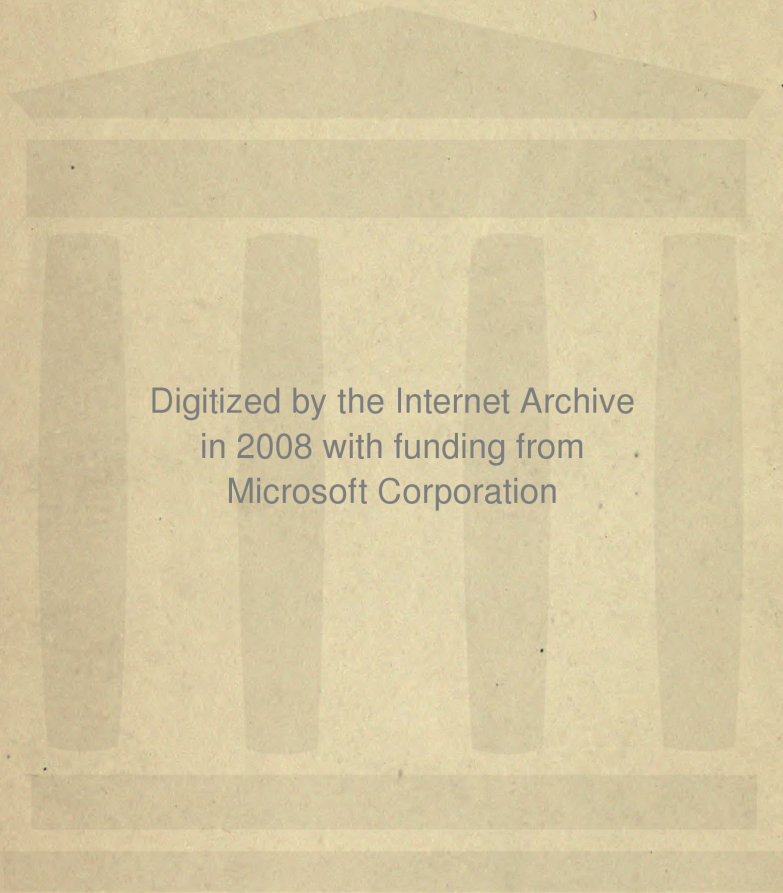 Digitized by the Internet Archive
in 2008 with funding from
Microsoft Corporation